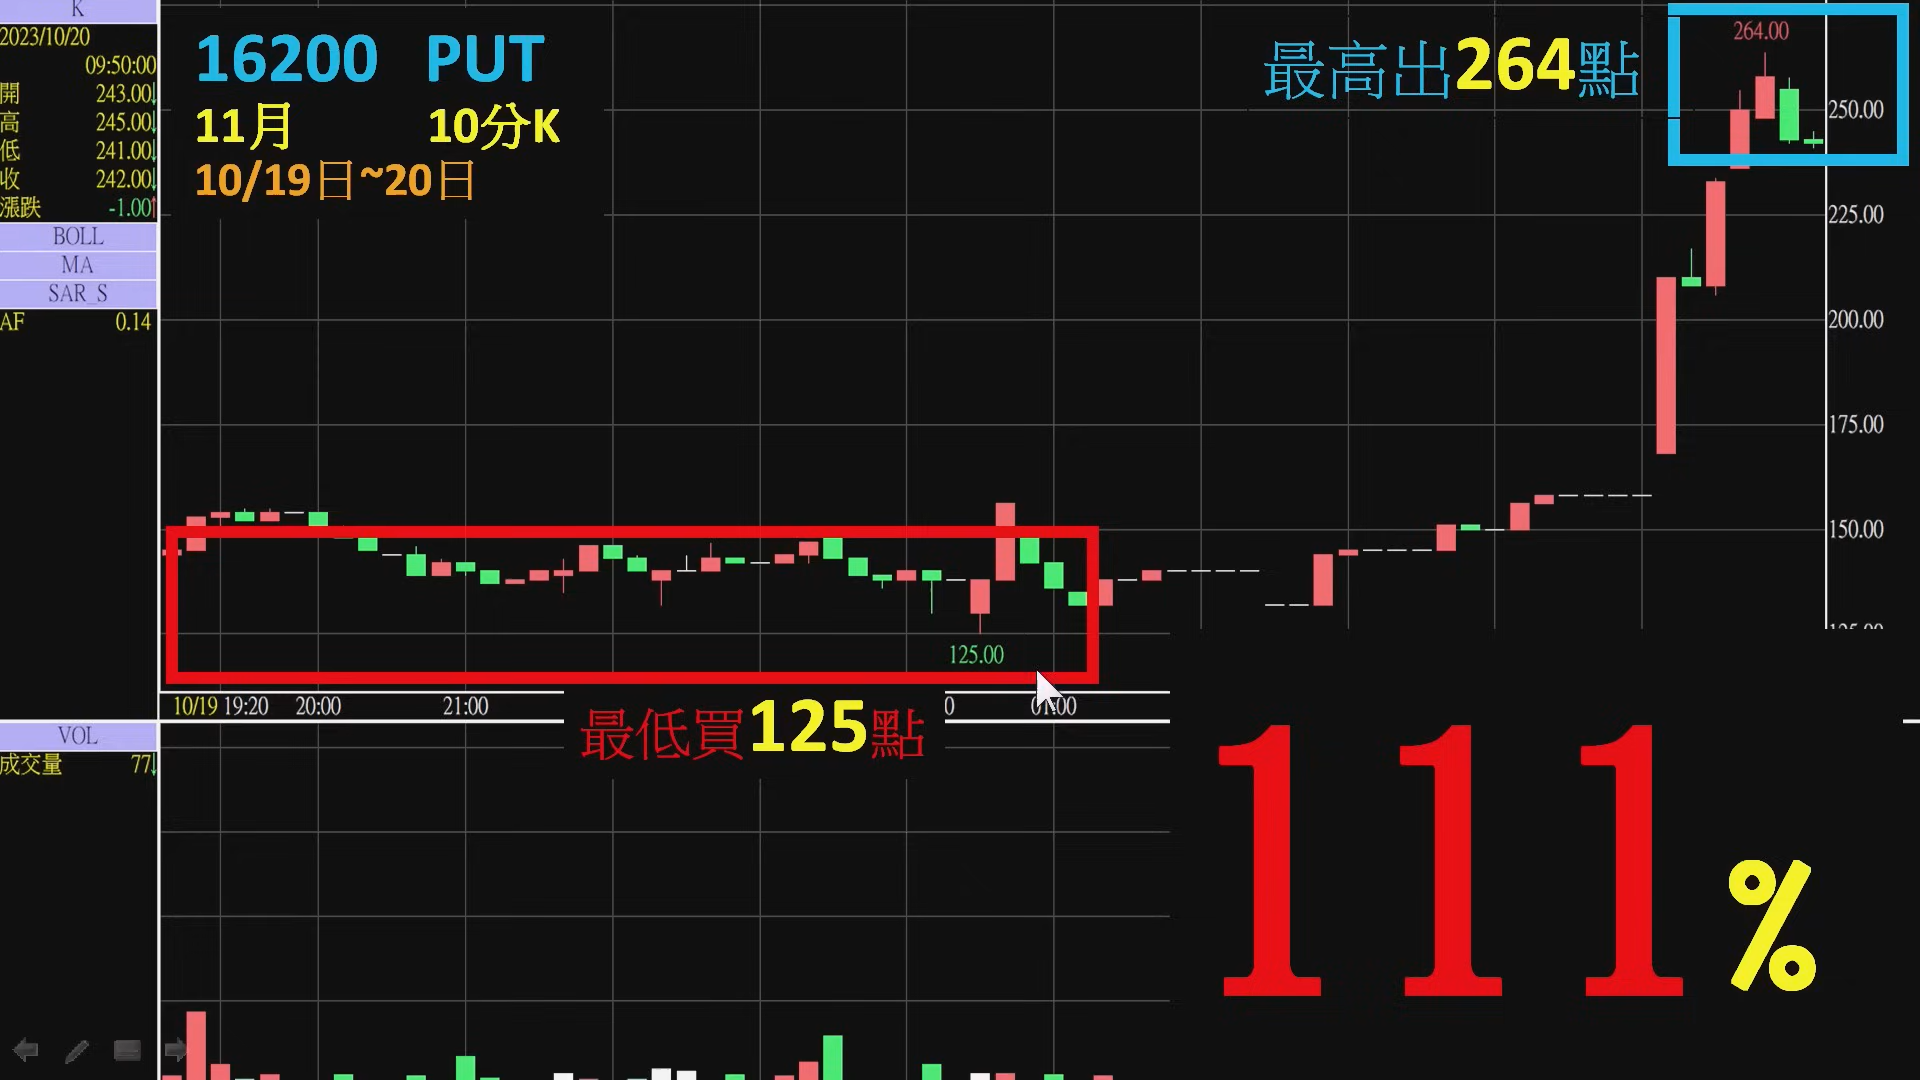 K
2023/10/20
09:50:00
開 243.00↓
高 245.00↓
低 241.00↓
收 242.00↓
漲跌 -1.00↑
BOLL
MA
SAR_S
AF 0.14
16200 PUT
11月 10分K
10/19日~20日
最高出264點
264.00
250.00
225.00
200.00
175.00
150.00
125.00
125.00
10/19 19:20 20:00 21:00 01:00
最低買125點
VOL
成交量 77↓
111%